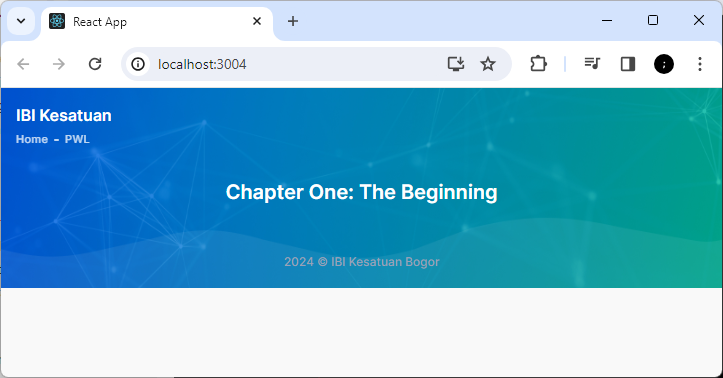 React App
localhost:3004
IBI Kesatuan
Home - PWL
Chapter One: The Beginning
2024 © IBI Kesatuan Bogor